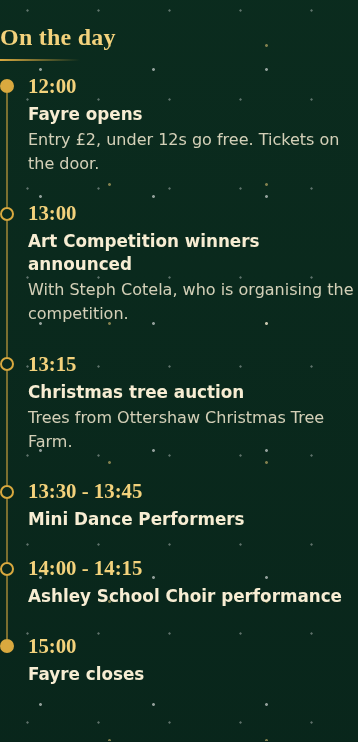 On the day
12:00
Fayre opens
Entry £2, under 12s go free. Tickets on
the door.
13:00
Art Competition winners
announced
With Steph Cotela, who is organising the
competition.
13:15
Christmas tree auction
Trees from Ottershaw Christmas Tree
Farm.
13:30 - 13:45
Mini Dance Performers
14:00 - 14:15
Ashley School Choir performance
15:00
Fayre closes